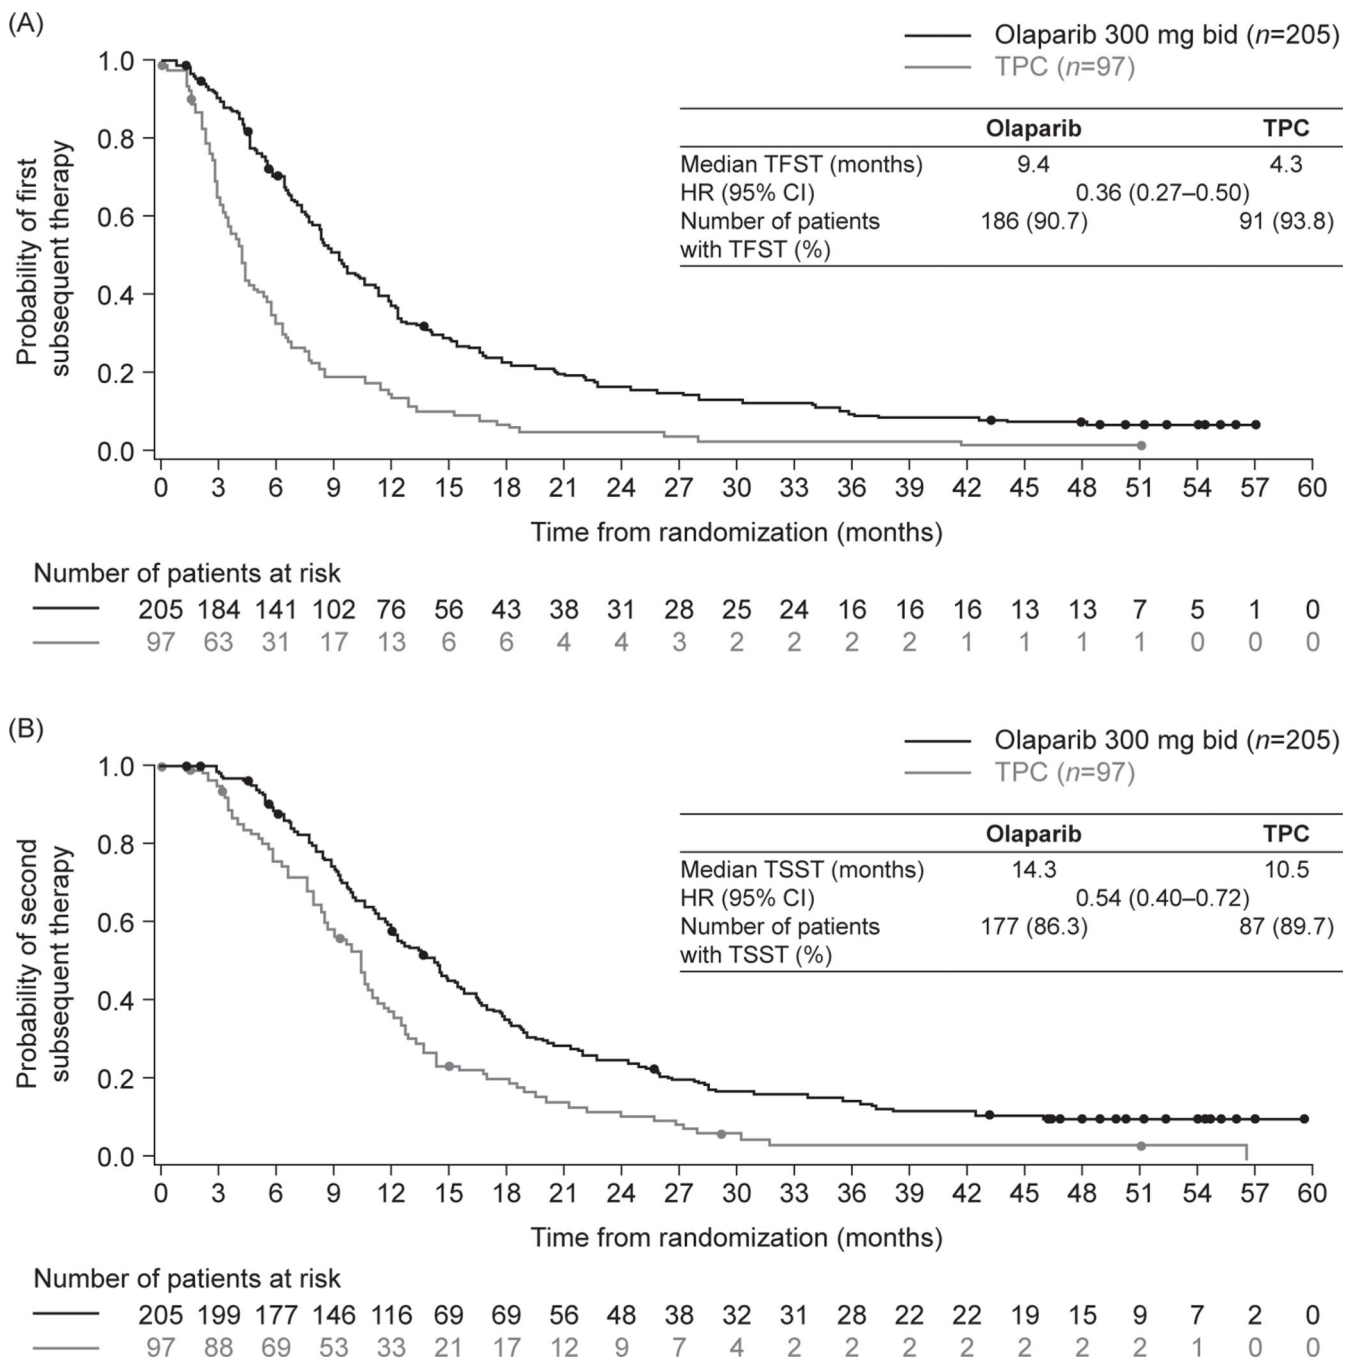 (A)
Olaparib 300 mg bid (n=205)
TPC (n=97)
Olaparib TPC
Median TFST (months) 9.4 4.3
HR (95% CI) 0.36 (0.27–0.50)
Number of patients 186 (90.7) 91 (93.8)
with TFST (%)
Probability of first
subsequent therapy
1.0
0.8
0.6
0.4
0.2
0.0
0 3 6 9 12 15 18 21 24 27 30 33 36 39 42 45 48 51 54 57 60
Time from randomization (months)
Number of patients at risk
205 184 141 102 76 56 43 38 31 28 25 24 16 16 16 13 13 7 5 1 0
97 63 31 17 13 6 6 4 4 3 2 2 2 2 1 1 1 1 0 0 0
(B)
Olaparib 300 mg bid (n=205)
TPC (n=97)
Olaparib TPC
Median TSST (months) 14.3 10.5
HR (95% CI) 0.54 (0.40–0.72)
Number of patients 177 (86.3) 87 (89.7)
with TSST (%)
Probability of second
subsequent therapy
1.0
0.8
0.6
0.4
0.2
0.0
0 3 6 9 12 15 18 21 24 27 30 33 36 39 42 45 48 51 54 57 60
Time from randomization (months)
Number of patients at risk
205 199 177 146 116 69 69 56 48 38 32 31 28 22 22 19 15 9 7 2 0
97 88 69 53 33 21 17 12 9 7 4 2 2 2 2 2 2 2 1 0 0